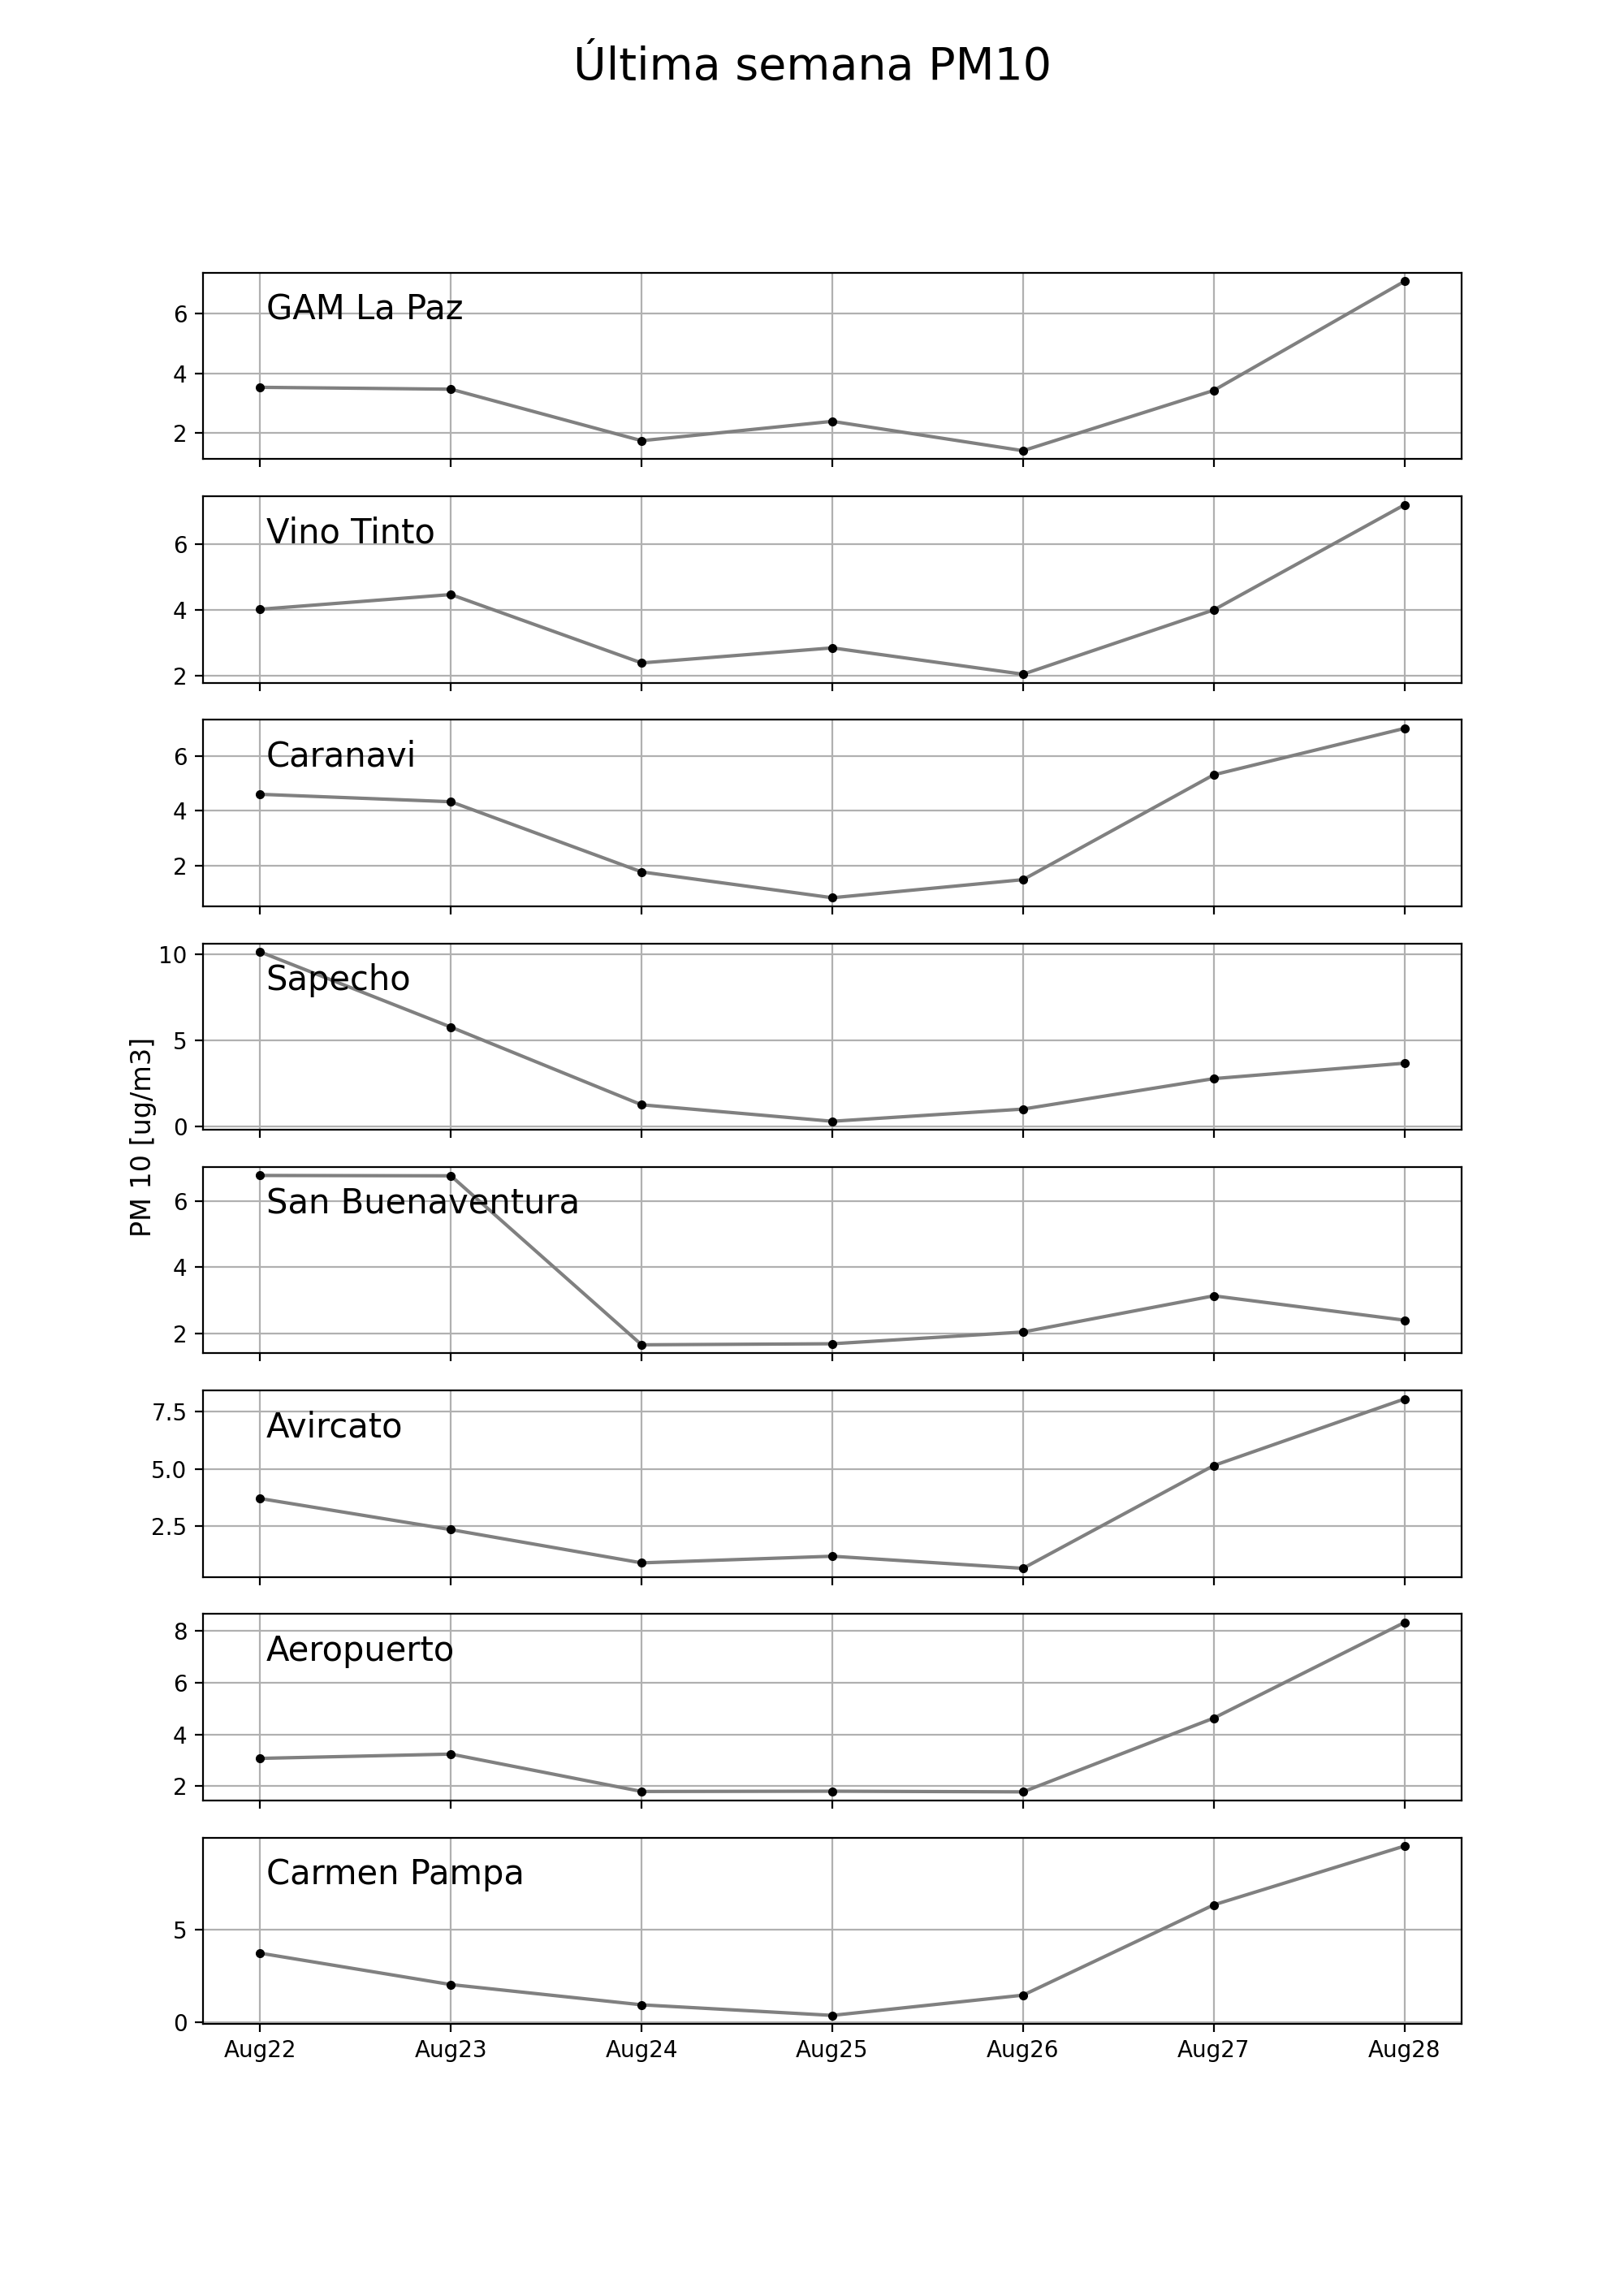 Última semana PM10
GAM La Paz
6
4
2
Vino Tinto
6
4
2
Caranavi
6
4
2
Sapecho
10
5
0
PM 10 [ug/m3]
San Buenaventura
6
4
2
Avircato
7.5
5.0
2.5
Aeropuerto
8
6
4
2
Carmen Pampa
5
0
Aug22 Aug23 Aug24 Aug25 Aug26 Aug27 Aug28